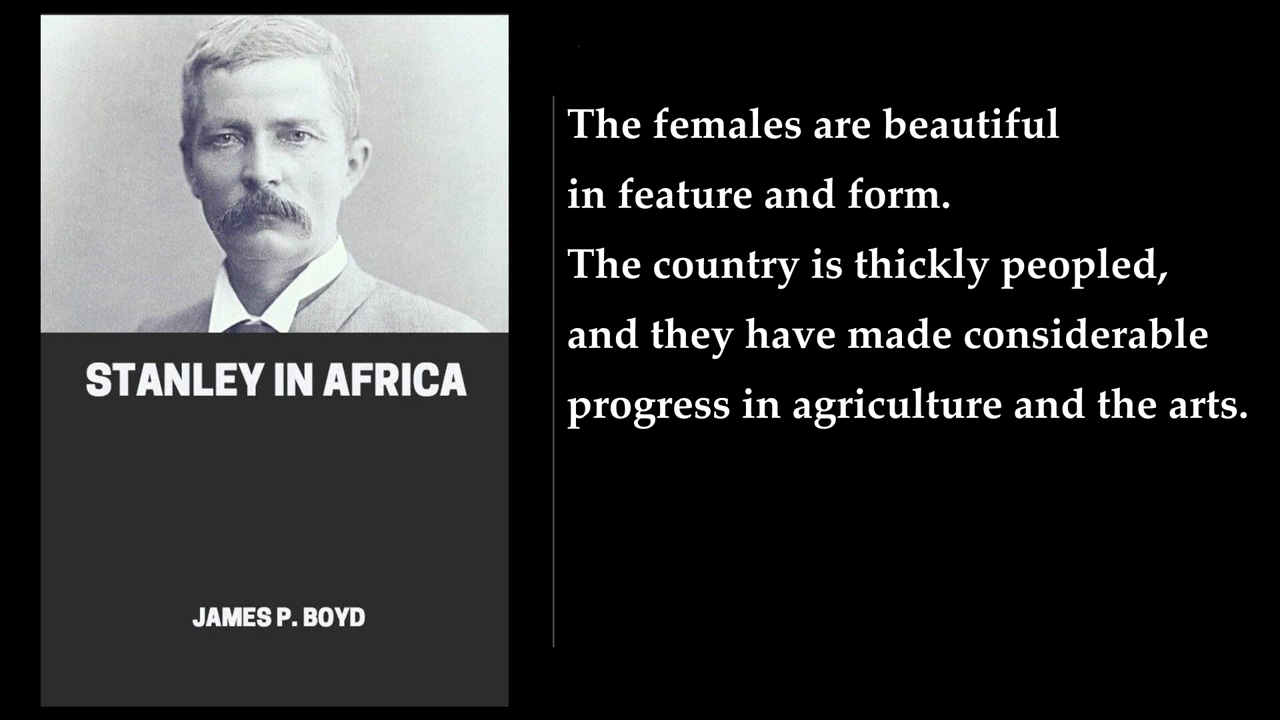 STANLEY IN AFRICA
JAMES P. BOYD
The females are beautiful
in feature and form.
The country is thickly peopled,
and they have made considerable
progress in agriculture and the arts.